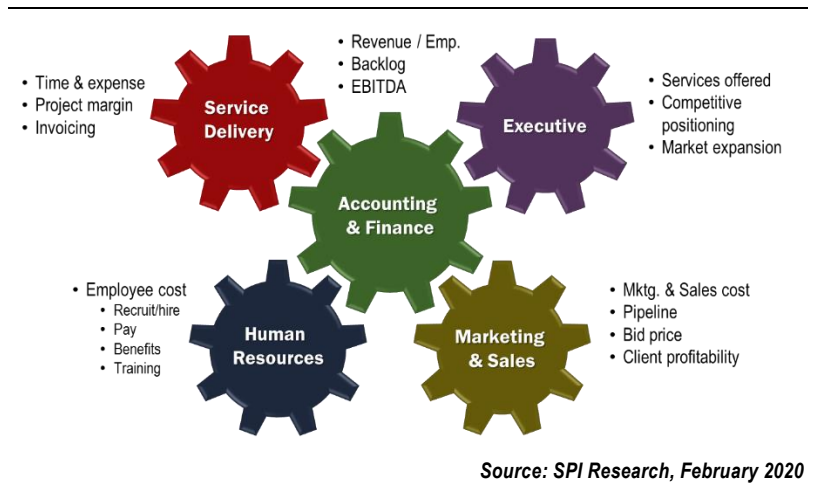 • Revenue / Emp.
• Backlog
• EBITDA
• Time & expense
• Project margin
• Invoicing
Service
Delivery
Executive
• Services offered
• Competitive
positioning
• Market expansion
Accounting
& Finance
• Employee cost
• Recruit/hire
• Pay
• Benefits
• Training
Human
Resources
Marketing
& Sales
• Mktg. & Sales cost
• Pipeline
• Bid price
• Client profitability
Source: SPI Research, February 2020